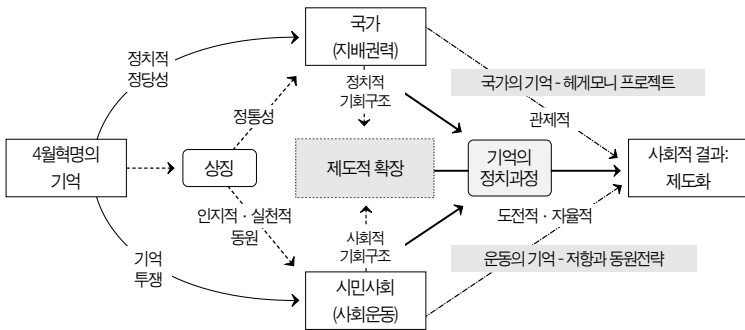 국가
(지배권력)
정치적
정당성
정치적
기회구조
국가의 기억 – 헤게모니 프로젝트
정통성
관제적
4월혁명의
기억
상징
제도적 확장
기억의
정치과정
사회적 결과:
제도화
인지적 · 실천적
동원
사회적
기회구조
도전적 · 자율적
기억
투쟁
운동의 기억 – 저항과 동원전략
시민사회
(사회운동)